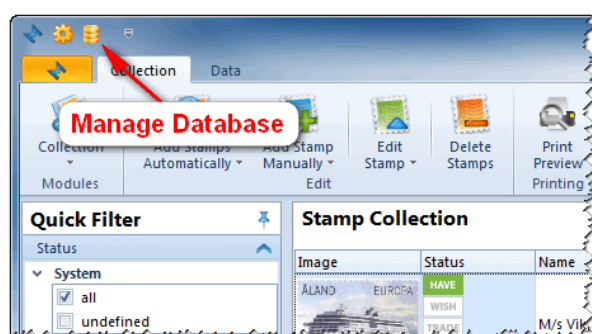 Collection Data
Manage Database
Collection Add Stamps Add Stamp Edit Delete Print
Automatically Manually Stamp Stamps Preview
Modules Edit Printing
Quick Filter Stamp Collection
Status
Image Status Name
System
ÅLAND EUROPA HAVE
all
WISH
undefined
TRADE M/s Vik